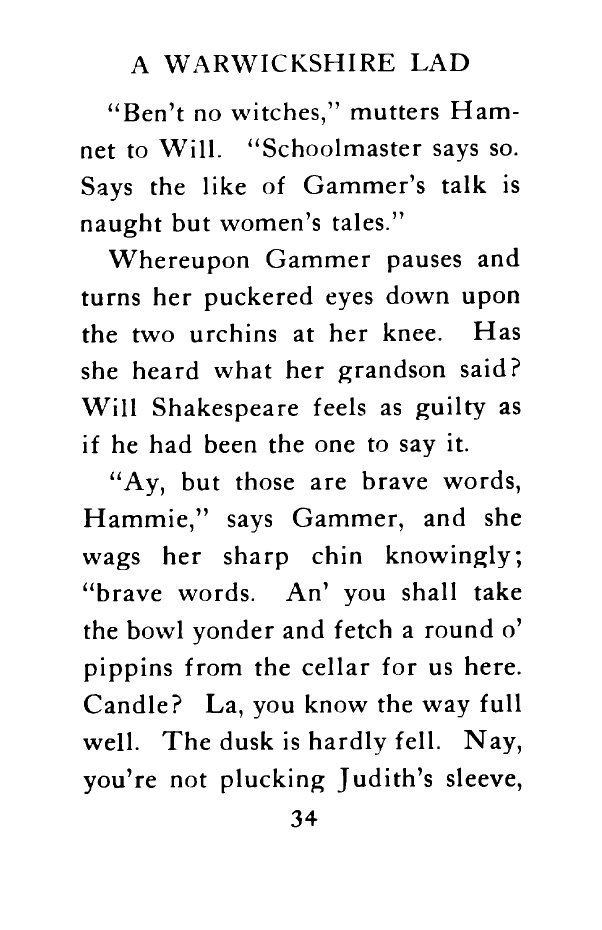 A WARWICKSHIRE LAD
“Ben’t no witches,” mutters Ham-
net to Will. “Schoolmaster says so.
Says the like of Gammer’s talk is
naught but women’s tales.”
Whereupon Gammer pauses and
turns her puckered eyes down upon
the two urchins at her knee. Has
she heard what her grandson said?
Will Shakespeare feels as guilty as
if he had been the one to say it.
“Ay, but those are brave words,
Hammie,” says Gammer, and she
wags her sharp chin knowingly;
“brave words. An’ you shall take
the bowl yonder and fetch a round o’
pippins from the cellar for us here.
Candle? La, you know the way full
well. The dusk is hardly fell. Nay,
you’re not plucking Judith’s sleeve,
34